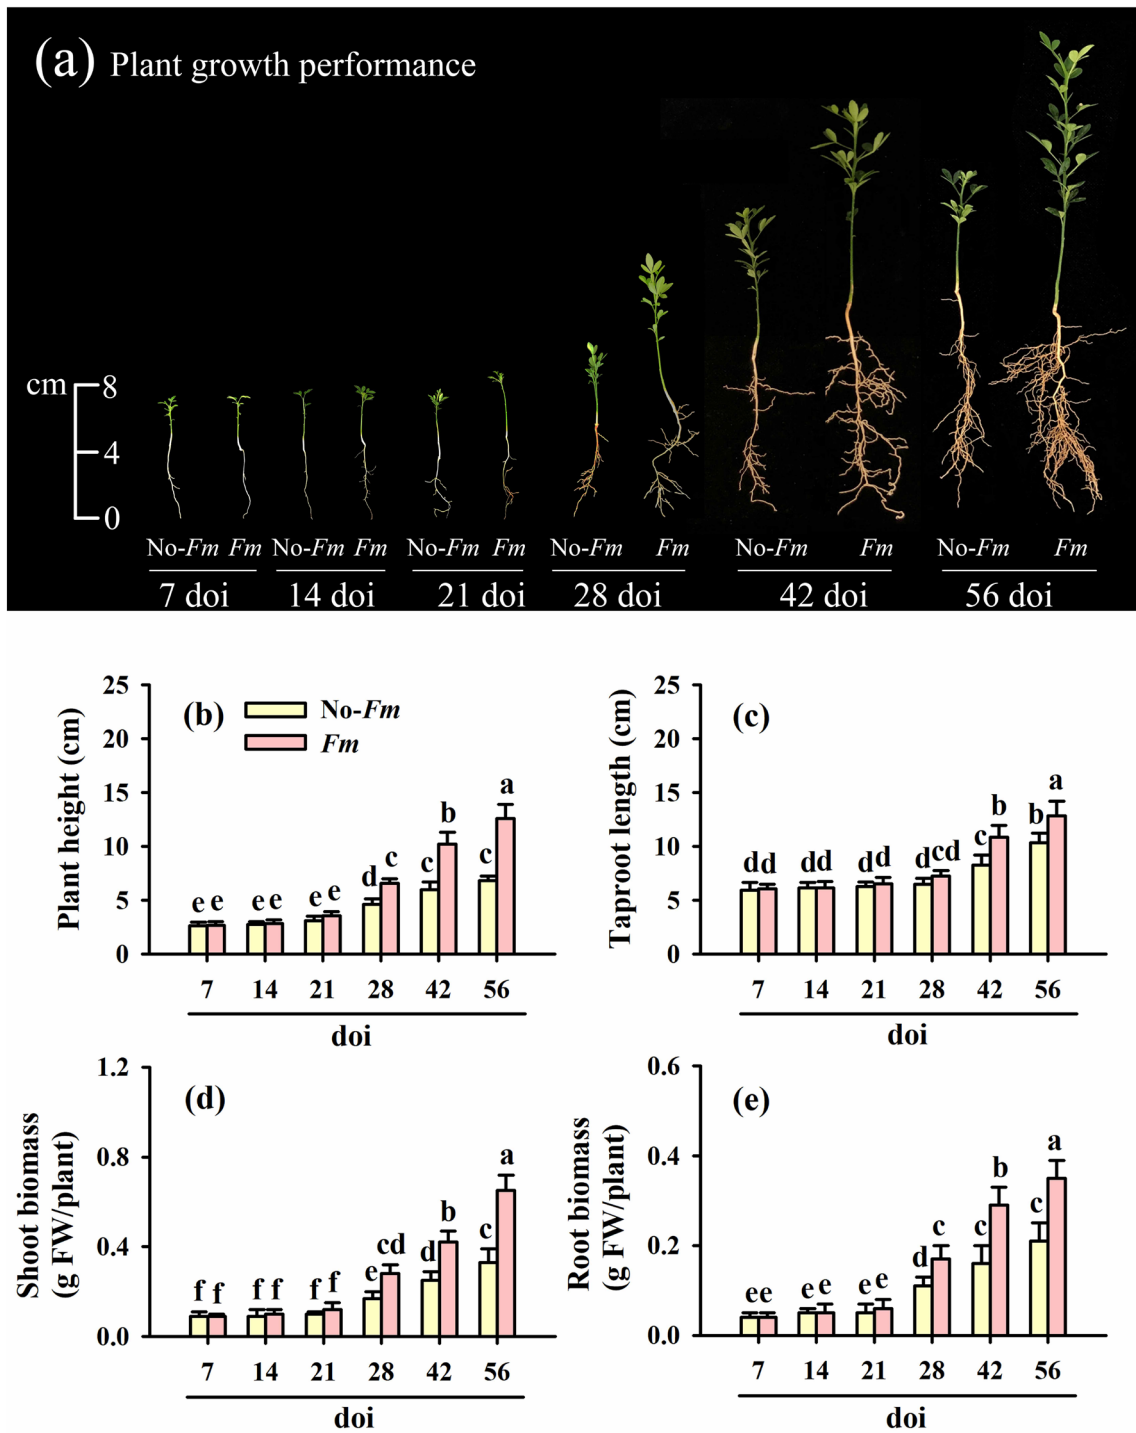 (a) Plant growth performance
cm
8
4
0
No-Fm Fm No-Fm Fm No-Fm Fm No-Fm Fm No-Fm Fm No-Fm Fm
7 doi 14 doi 21 doi 28 doi 42 doi 56 doi
Plant height (cm)
25
20
15
10
5
0
(b)
No-Fm
Fm
e e e e e e d c c b c a
7 14 21 28 42 56
doi
Taproot length (cm)
25
20
15
10
5
0
(c)
d d d d d d d cd c b b a
7 14 21 28 42 56
doi
Shoot biomass
(g FW/plant)
1.2
0.8
0.4
0.0
(d)
f f f f f f e cd d b c a
7 14 21 28 42 56
doi
Root biomass
(g FW/plant)
0.6
0.4
0.2
0.0
(e)
e e e e e e d c c b c a
7 14 21 28 42 56
doi